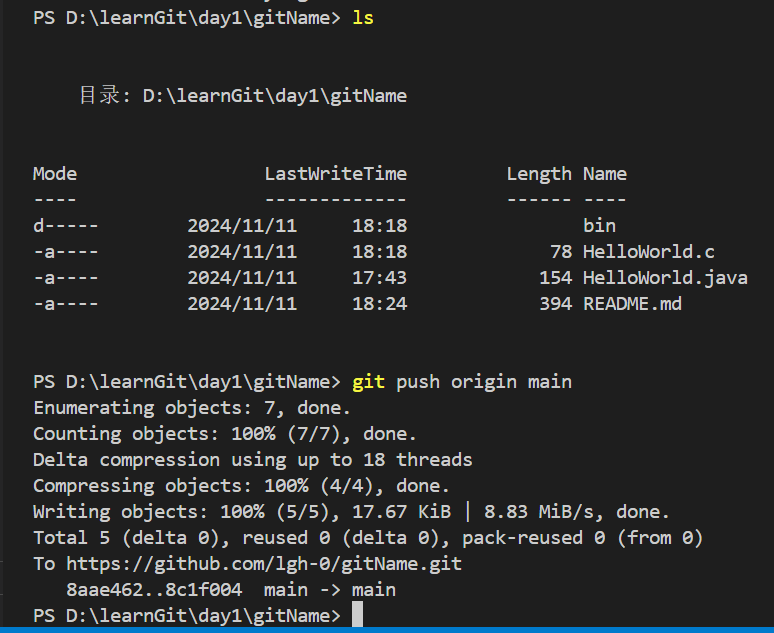 PS D:\learnGit\day1\gitName> ls
目录: D:\learnGit\day1\gitName
Mode LastWriteTime Length Name
---- ------------- ------ ----
d----- 2024/11/11 18:18 bin
-a---- 2024/11/11 18:18 78 HelloWorld.c
-a---- 2024/11/11 17:43 154 HelloWorld.java
-a---- 2024/11/11 18:24 394 README.md
PS D:\learnGit\day1\gitName> git push origin main
Enumerating objects: 7, done.
Counting objects: 100% (7/7), done.
Delta compression using up to 18 threads
Compressing objects: 100% (4/4), done.
Writing objects: 100% (5/5), 17.67 KiB | 8.83 MiB/s, done.
Total 5 (delta 0), reused 0 (delta 0), pack-reused 0 (from 0)
To https://github.com/lgh-0/gitName.git
8aae462..8c1f004 main -> main
PS D:\learnGit\day1\gitName>